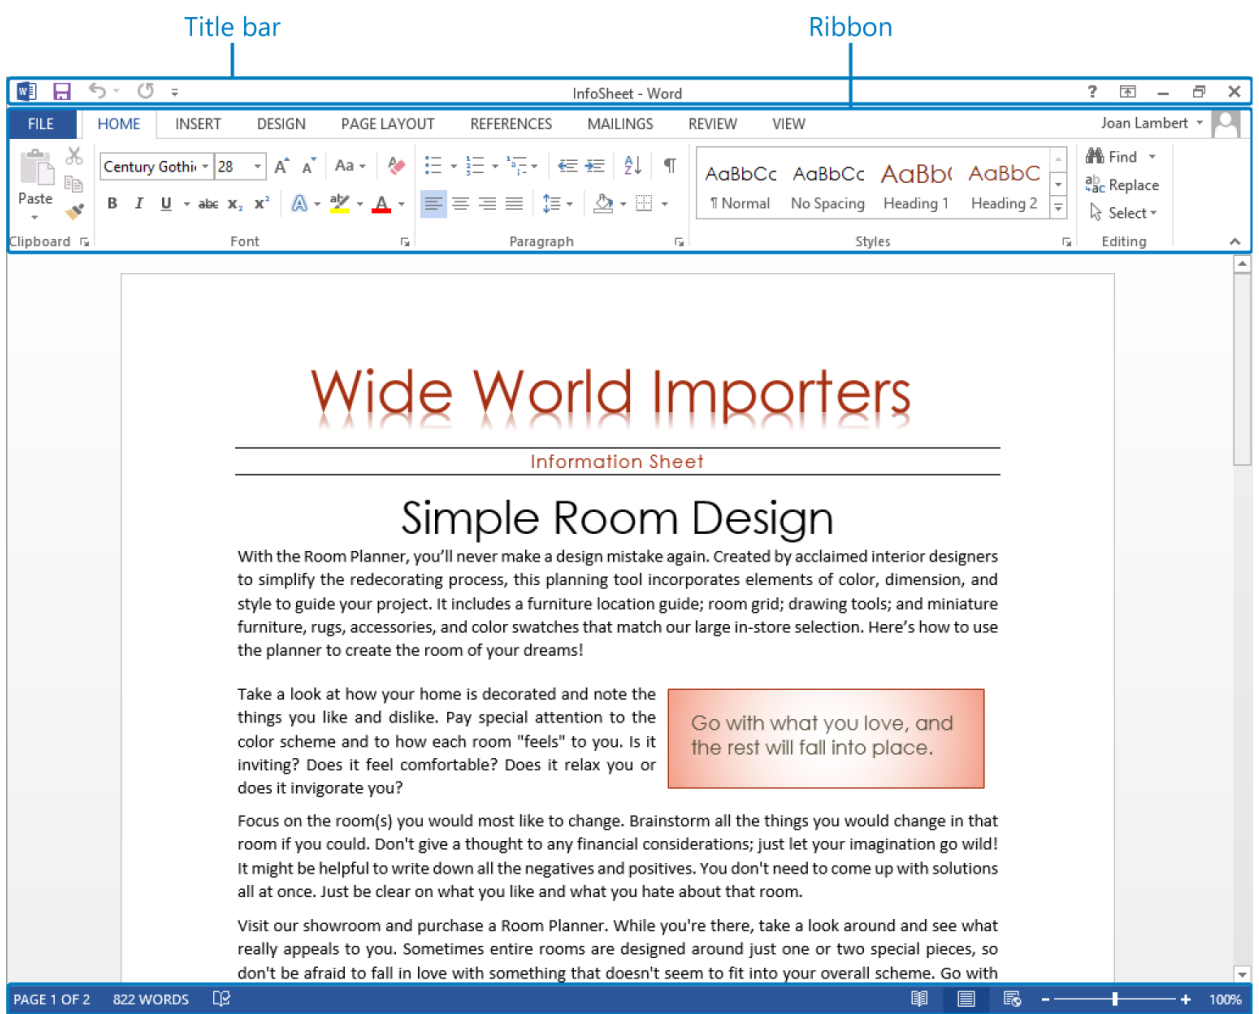 Title bar
Ribbon
InfoSheet - Word
?
FILE HOME INSERT DESIGN PAGE LAYOUT REFERENCES MAILINGS REVIEW VIEW Joan Lambert
Century Gothi 28 A A Aa
Paste
B I U abc X₂ X² A aby A
AaBbCc AaBbCc AaBb( AaBbC
¶ Normal No Spacing Heading 1 Heading 2
Find
Replace
Select
Clipboard Font Paragraph Styles Editing
Wide World Importers
Information Sheet
Simple Room Design
With the Room Planner, you’ll never make a design mistake again. Created by acclaimed interior designers
to simplify the redecorating process, this planning tool incorporates elements of color, dimension, and
style to guide your project. It includes a furniture location guide; room grid; drawing tools; and miniature
furniture, rugs, accessories, and color swatches that match our large in-store selection. Here’s how to use
the planner to create the room of your dreams!
Take a look at how your home is decorated and note the
things you like and dislike. Pay special attention to the
color scheme and to how each room "feels" to you. Is it
inviting? Does it feel comfortable? Does it relax you or
does it invigorate you?
Go with what you love, and
the rest will fall into place.
Focus on the room(s) you would most like to change. Brainstorm all the things you would change in that
room if you could. Don't give a thought to any financial considerations; just let your imagination go wild!
It might be helpful to write down all the negatives and positives. You don't need to come up with solutions
all at once. Just be clear on what you like and what you hate about that room.
Visit our showroom and purchase a Room Planner. While you're there, take a look around and see what
really appeals to you. Sometimes entire rooms are designed around just one or two special pieces, so
don't be afraid to fall in love with something that doesn't seem to fit into your overall scheme. Go with
PAGE 1 OF 2 822 WORDS 100%